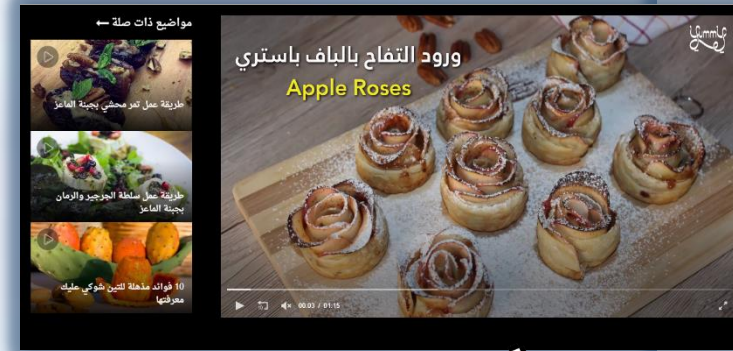 مواضيع ذات صلة ←
طريقة عمل تمر محشي بجبنة الماعز
طريقة عمل سلطة الجرجير والرمان
بجبنة الماعز
10 فوائد مذهلة للتين شوكي عليك
معرفتها
Yummy
ورود التفاح بالباف باستري
Apple Roses
00:03 / 01:15